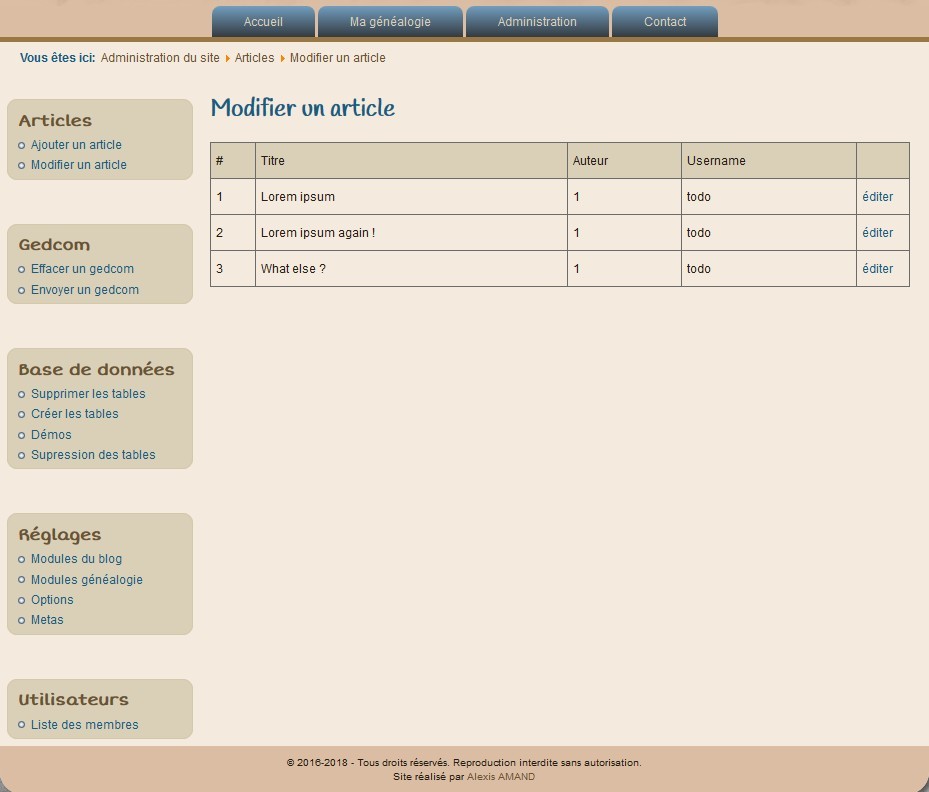 Accueil Ma généalogie Administration Contact
Vous êtes ici: Administration du site Articles Modifier un article
Articles
Ajouter un article
Modifier un article
Gedcom
Effacer un gedcom
Envoyer un gedcom
Base de données
Supprimer les tables
Créer les tables
Démos
Supression des tables
Réglages
Modules du blog
Modules généalogie
Options
Metas
Utilisateurs
Liste des membres
Modifier un article
# Titre Auteur Username
1 Lorem ipsum 1 todo éditer
2 Lorem ipsum again ! 1 todo éditer
3 What else ? 1 todo éditer
© 2016-2018 - Tous droits réservés. Reproduction interdite sans autorisation.
Site réalisé par Alexis AMAND